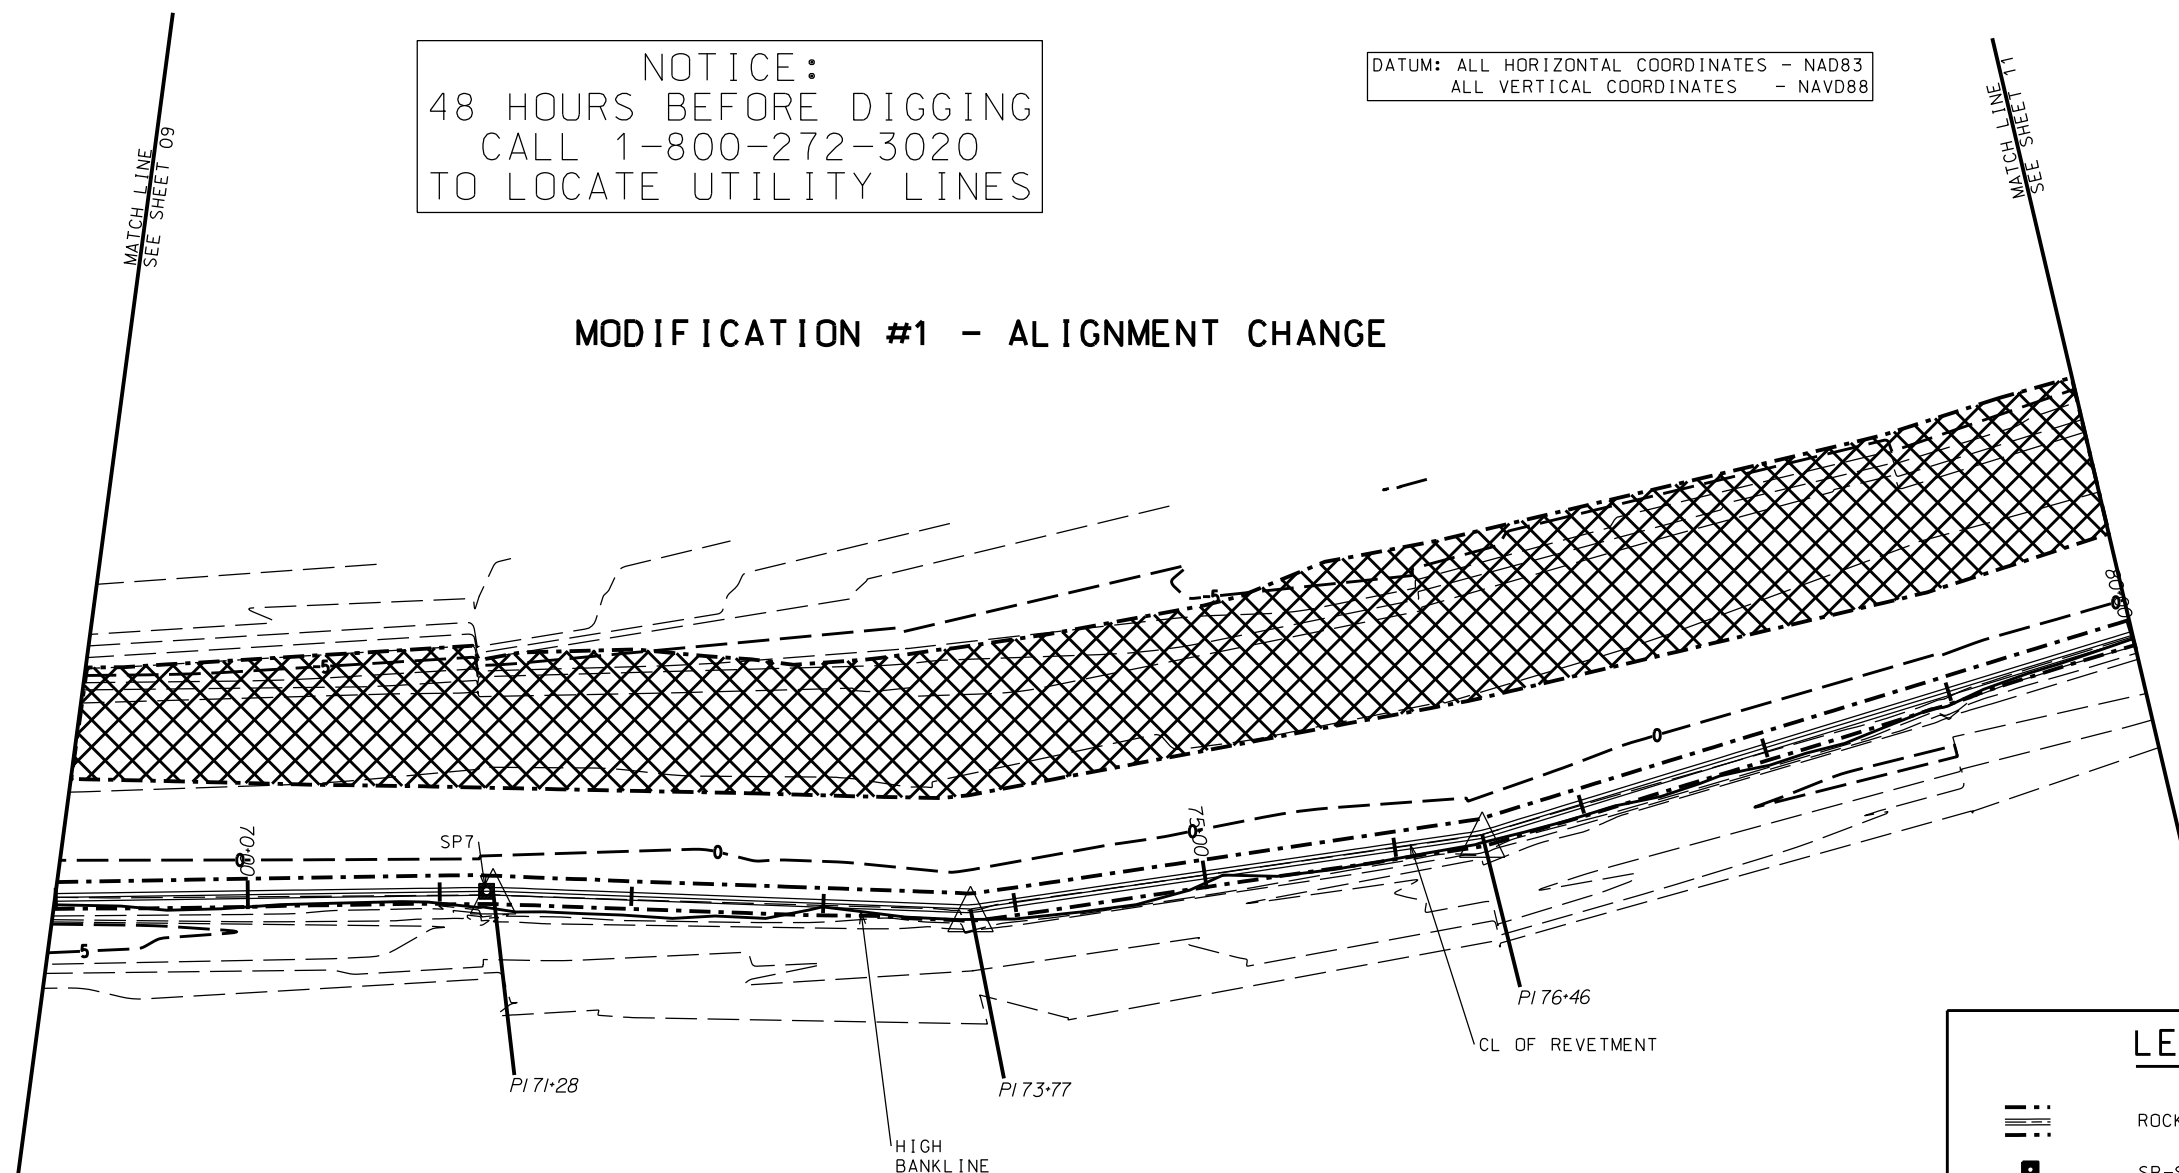 NOTICE:
48 HOURS BEFORE DIGGING
CALL 1-800-272-3020
TO LOCATE UTILITY LINES
DATUM: ALL HORIZONTAL COORDINATES - NAD83
ALL VERTICAL COORDINATES - NAVD88
MATCH LINE
SEE SHEET 09
MATCH LINE
SEE SHEET 11
MODIFICATION #1 - ALIGNMENT CHANGE
-5
-5
80+00
0
0
75+00
0
70+00
0
SP7
0
5
PI 76+46
CL OF REVETMENT
PI 71+28
PI 73+77
HIGH
BANKLINE
LE
ROCK